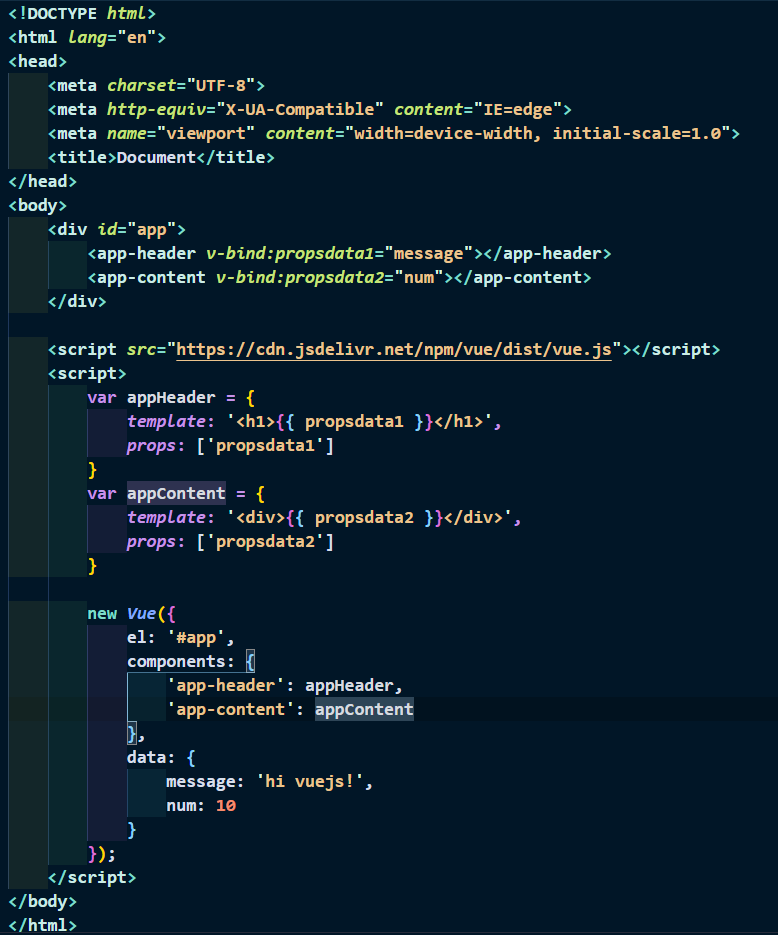 <!DOCTYPE html>
<html lang="en">
<head>
    <meta charset="UTF-8">
    <meta http-equiv="X-UA-Compatible" content="IE=edge">
    <meta name="viewport" content="width=device-width, initial-scale=1.0">
    <title>Document</title>
</head>
<body>
    <div id="app">
        <app-header v-bind:propsdata1="message"></app-header>
        <app-content v-bind:propsdata2="num"></app-content>
    </div>

    <script src="https://cdn.jsdelivr.net/npm/vue/dist/vue.js"></script>
    <script>
        var appHeader = {
            template: '<h1>{{ propsdata1 }}</h1>',
            props: ['propsdata1']
        }
        var appContent = {
            template: '<div>{{ propsdata2 }}</div>',
            props: ['propsdata2']
        }

        new Vue({
            el: '#app',
            components: {
                'app-header': appHeader,
                'app-content': appContent
            },
            data: {
                message: 'hi vuejs!',
                num: 10
            }
        });
    </script>
</body>
</html>